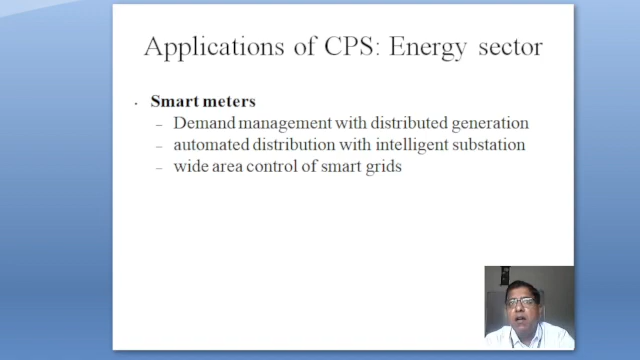 Applications of CPS: Energy sector
• Smart meters
– Demand management with distributed generation
– automated distribution with intelligent substation
– wide area control of smart grids